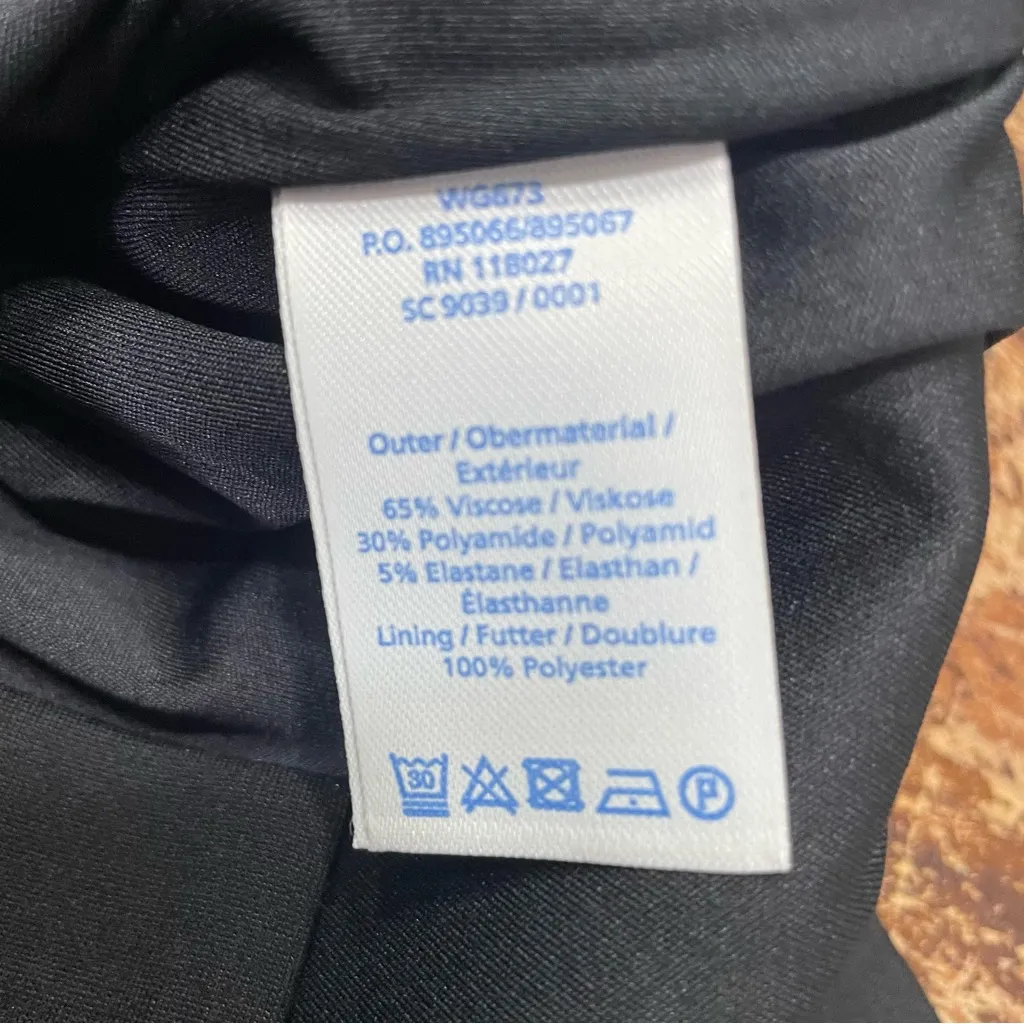 WG673
P.O. 895066/895067
RN 118027
SC 9039 / 0001
Outer / Obermaterial /
Extérieur
65% Viscose / Viskose
30% Polyamide / Polyamid
5% Elastane / Elasthan /
Élasthanne
Lining / Futter / Doublure
100% Polyester
30
P